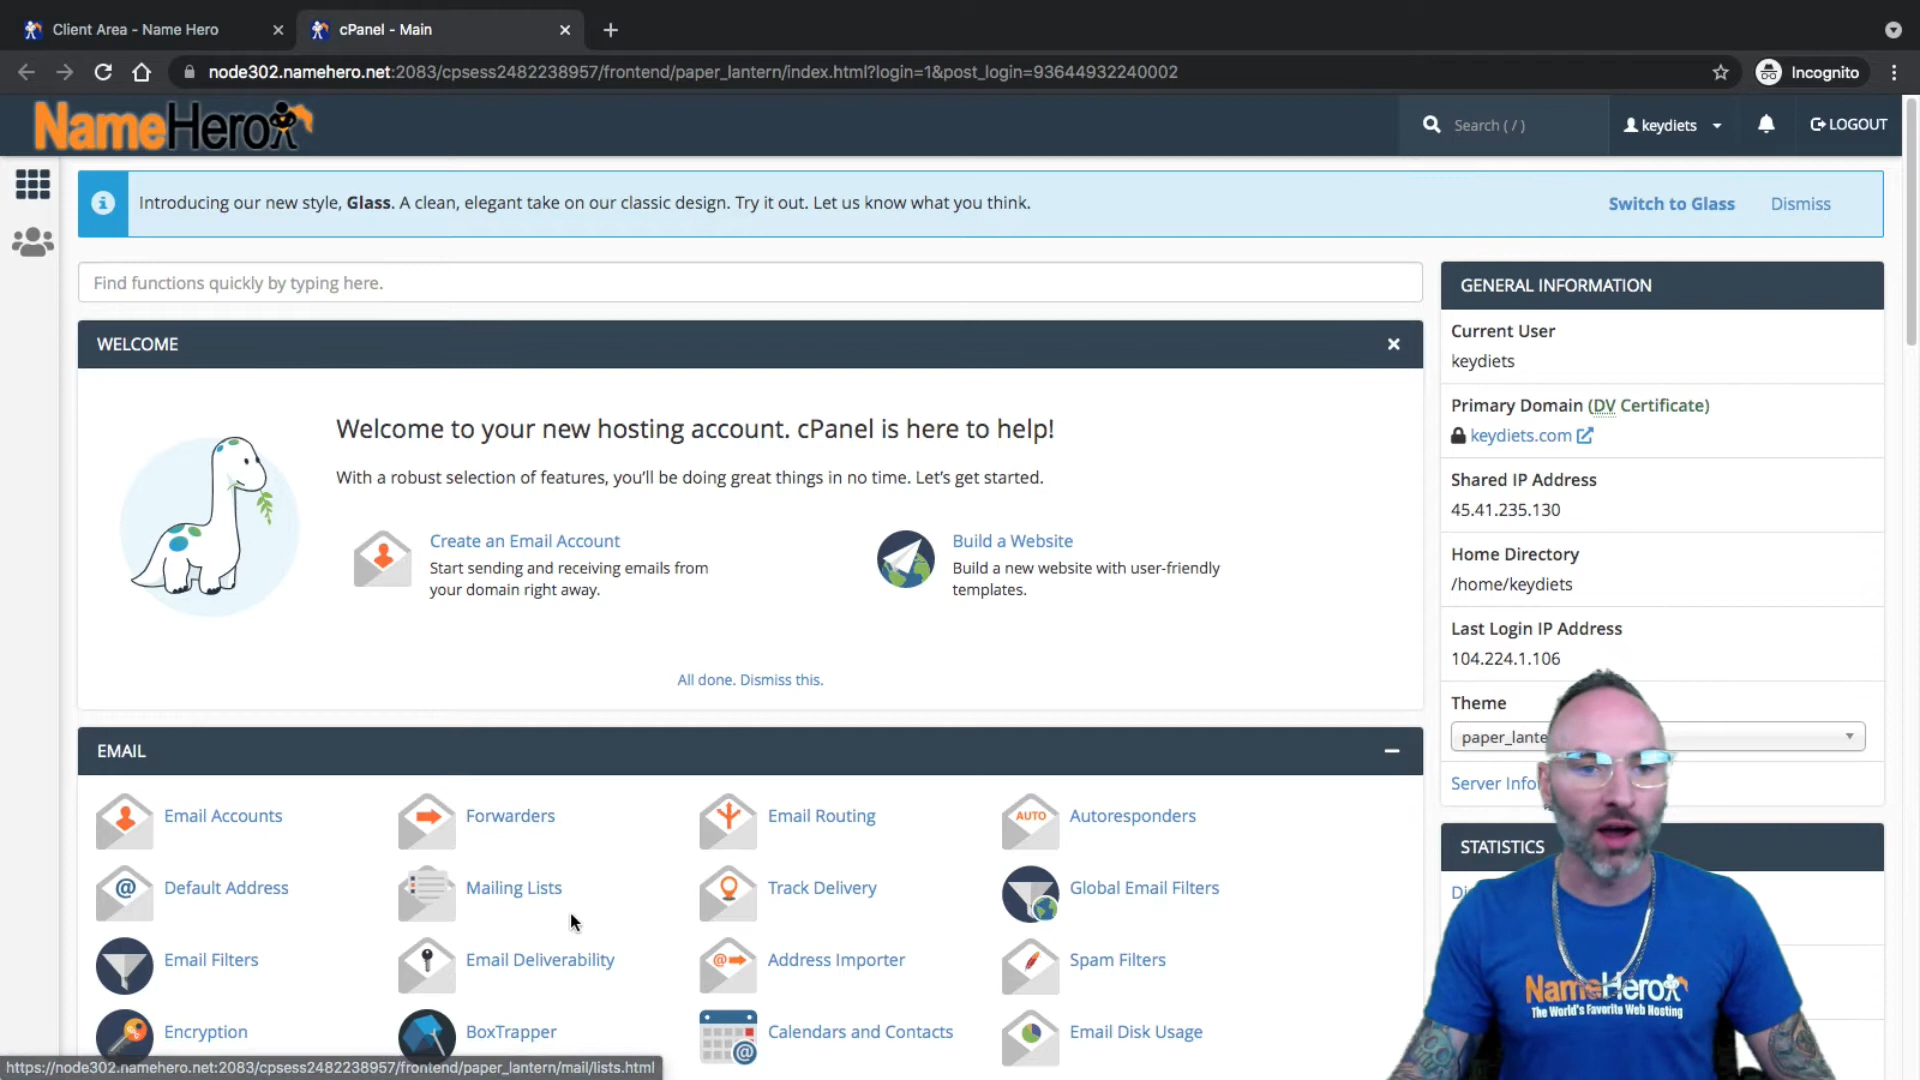 Client Area - Name Hero
cPanel - Main
node302.namehero.net:2083/cpsess2482238957/frontend/paper_lantern/index.html?login=1&post_login=93644932240002
Incognito
NameHero
Search ( / )
keydiets
LOGOUT
Introducing our new style, Glass. A clean, elegant take on our classic design. Try it out. Let us know what you think.
Switch to Glass
Dismiss
Find functions quickly by typing here.
WELCOME
Welcome to your new hosting account. cPanel is here to help!
With a robust selection of features, you’ll be doing great things in no time. Let’s get started.
Create an Email Account
Start sending and receiving emails from
your domain right away.
Build a Website
Build a new website with user-friendly
templates.
All done. Dismiss this.
GENERAL INFORMATION
Current User
keydiets
Primary Domain (DV Certificate)
keydiets.com
Shared IP Address
45.41.235.130
Home Directory
/home/keydiets
Last Login IP Address
104.224.1.106
Theme
Server
STATISTICS
EMAIL
Email Accounts
Forwarders
Email Routing
AUTO
Autoresponders
Default Address
Mailing Lists
Track Delivery
Global Email Filters
Email Filters
Email Deliverability
Address Importer
Spam Filters
Encryption
BoxTrapper
Calendars and Contacts
Email Disk Usage
NameHero
The World's Favorite Web Hosting
https://node302.namehero.net:2083/cpsess2482238957/frontend/paper_lantern/mail/lists.html